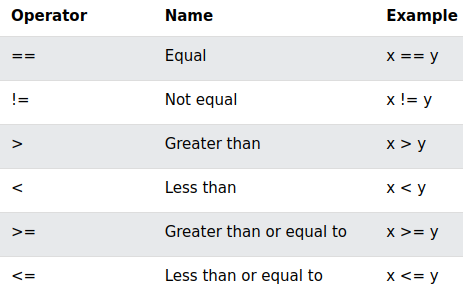 Operator Name Example
== Equal x == y
!= Not equal x != y
> Greater than x > y
< Less than x < y
>= Greater than or equal to x >= y
<= Less than or equal to x <= y